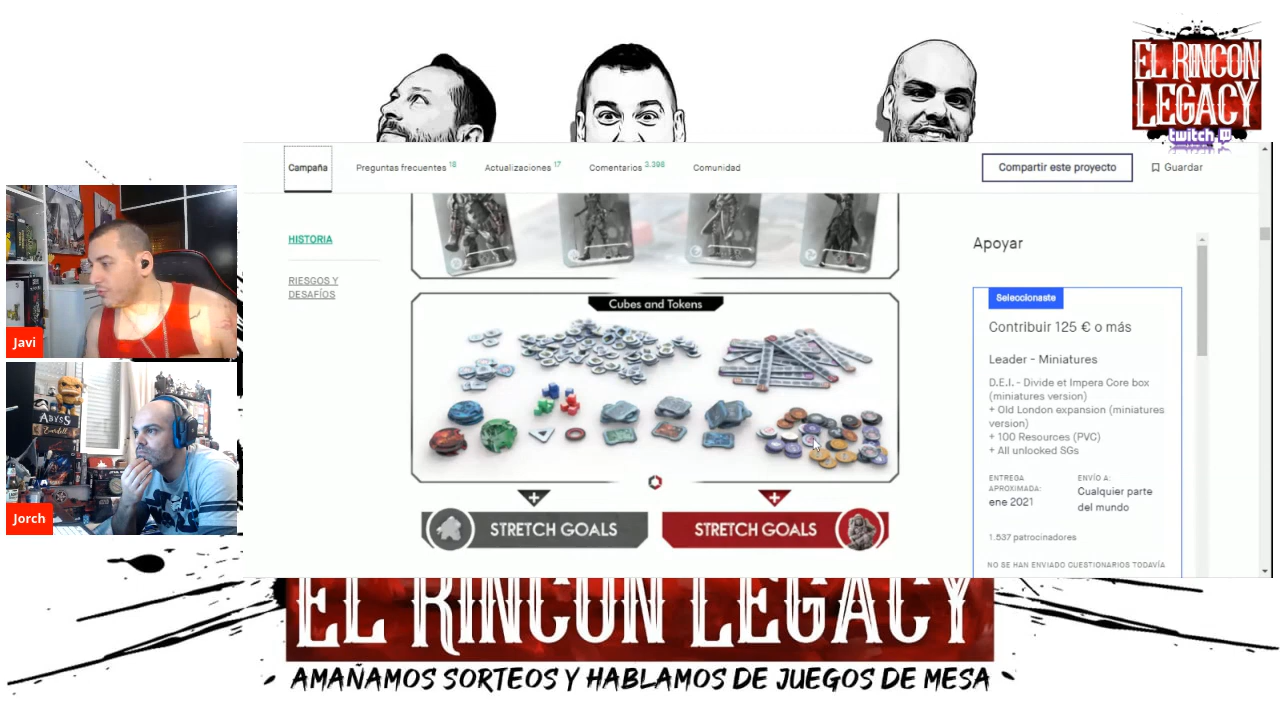 EL RINCON
LEGACY
twitch
Campaña
Preguntas frecuentes 18
Actualizaciones 17
Comentarios 3.398
Comunidad
Compartir este proyecto
Guardar
HISTORIA
RIESGOS Y
DESAFÍOS
Cubes and Tokens
STRETCH GOALS
STRETCH GOALS
Apoyar
Seleccionaste
Contribuir 125 € o más
Leader - Miniatures
D.E.I. - Divide et Impera Core box
(miniatures version)
+ Old London expansion (miniatures
version)
+ 100 Resources (PVC)
+ All unlocked SGs
ENTREGA
APROXIMADA:
ene 2021
ENVÍO A:
Cualquier parte
del mundo
1.537 patrocinadores
NO SE HAN ENVIADO CUESTIONARIOS TODAVÍA
Javi
ABYSS
Jorch
EL RINCON LEGACY
- AMAÑAMOS SORTEOS Y HABLAMOS DE JUEGOS DE MESA -